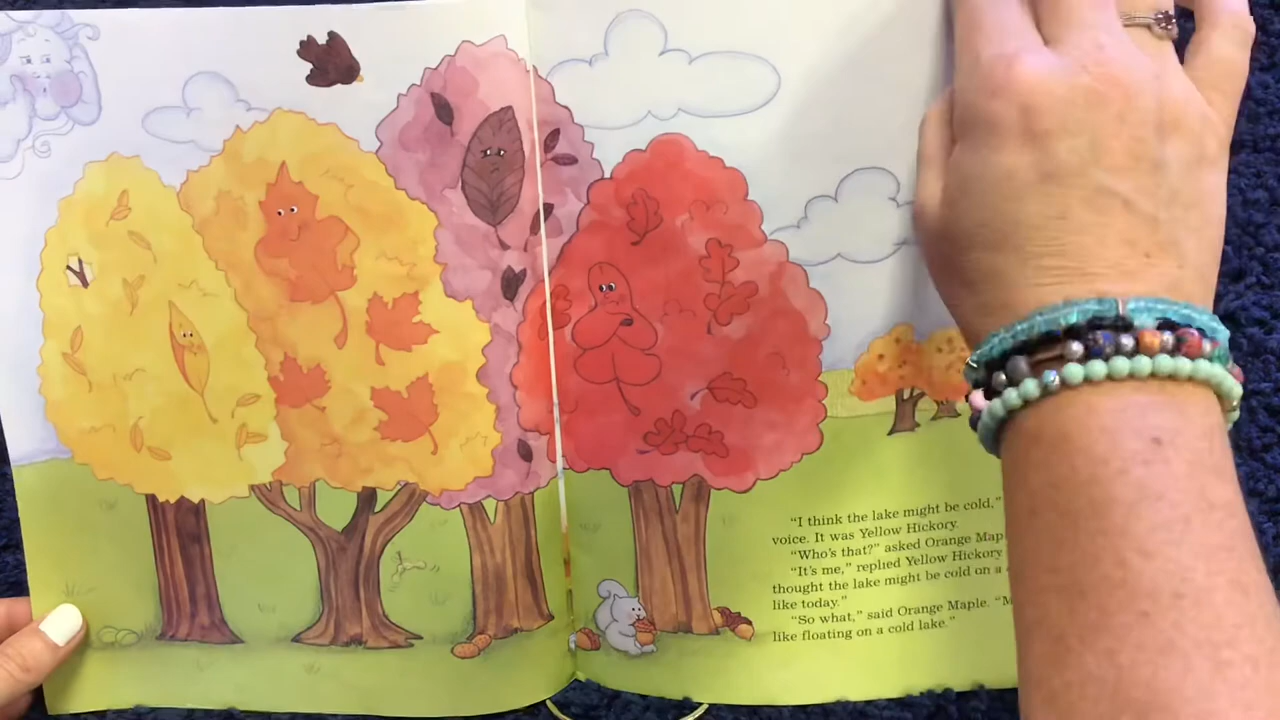 "I think the lake might be cold,"
voice. It was Yellow Hickory.
"Who's that?" asked Orange
"It's me," replied Yellow Hickory
thought the lake might be cold on a
like today."
"So what," said Orange Maple.
like floating on a cold lake."